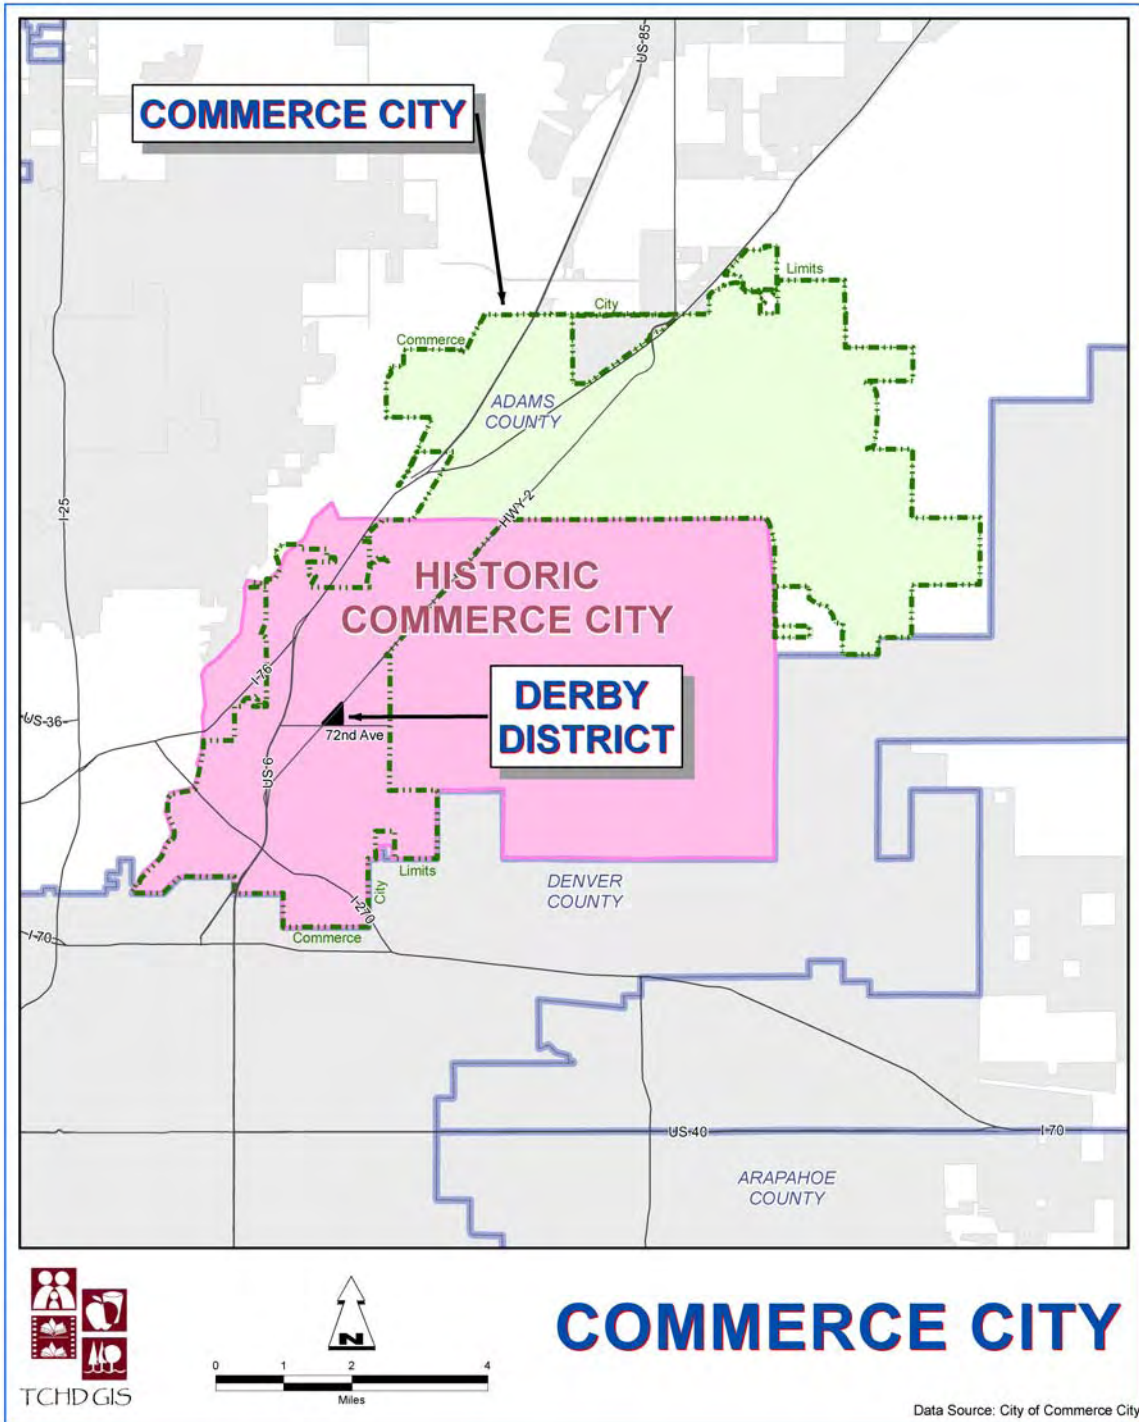 US-85
COMMERCE CITY
Limits
City
Commerce
ADAMS
COUNTY
I-25
HWY-2
HISTORIC
COMMERCE CITY
I-76
DERBY
DISTRICT
US-36
72nd Ave
US-6
DENVER
COUNTY
Limits
City
I-270
Commerce
I-70
US-40
I-70
ARAPAHOE
COUNTY
TCHD GIS
N
0 1 2 4
Miles
COMMERCE CITY
Data Source: City of Commerce City